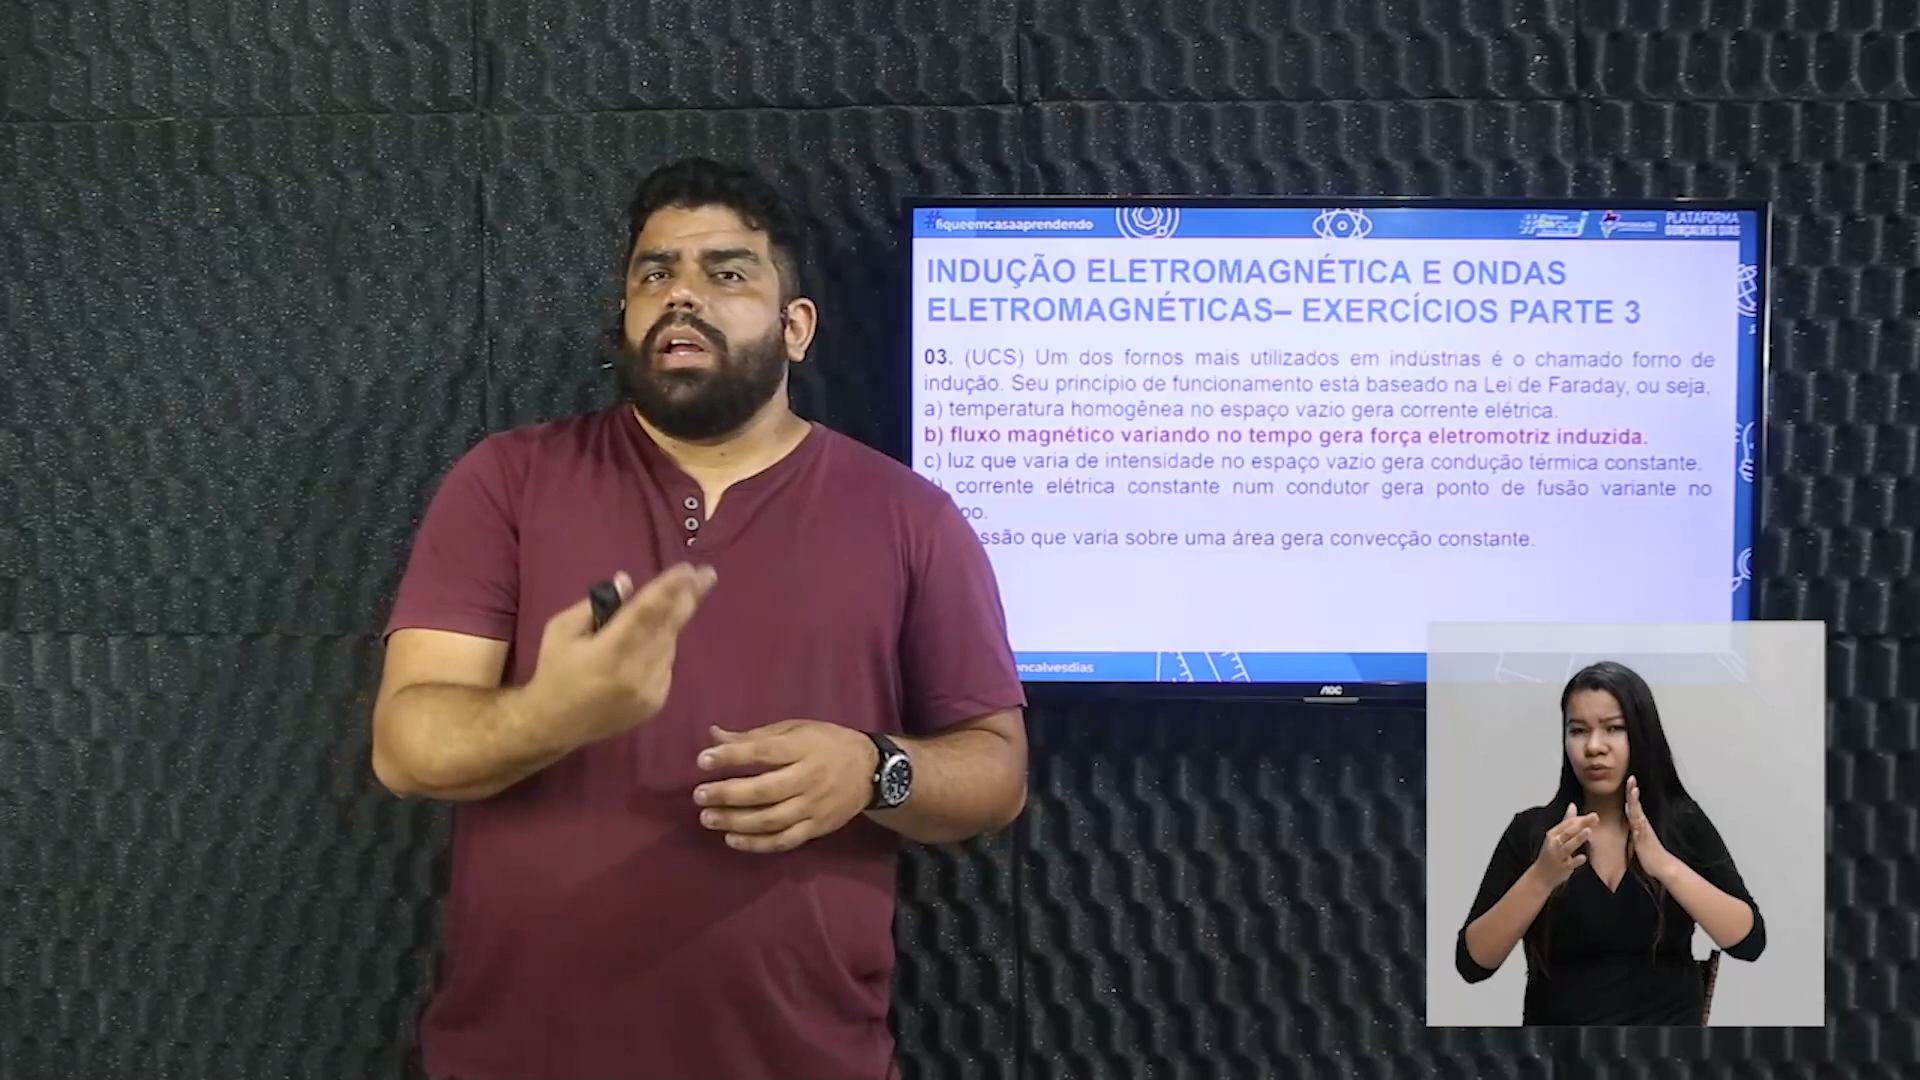 #fiqueemcasaaprendendo
PLATAFORMA
GONÇALVES DIAS
INDUÇÃO ELETROMAGNÉTICA E ONDAS
ELETROMAGNÉTICAS– EXERCÍCIOS PARTE 3
03. (UCS) Um dos fornos mais utilizados em indústrias é o chamado forno de
indução. Seu princípio de funcionamento está baseado na Lei de Faraday, ou seja,
a) temperatura homogênea no espaço vazio gera corrente elétrica.
b) fluxo magnético variando no tempo gera força eletromotriz induzida.
c) luz que varia de intensidade no espaço vazio gera condução térmica constante.
corrente elétrica constante num condutor gera ponto de fusão variante no
po.
ssão que varia sobre uma área gera convecção constante.
oncalvesdias
AOC